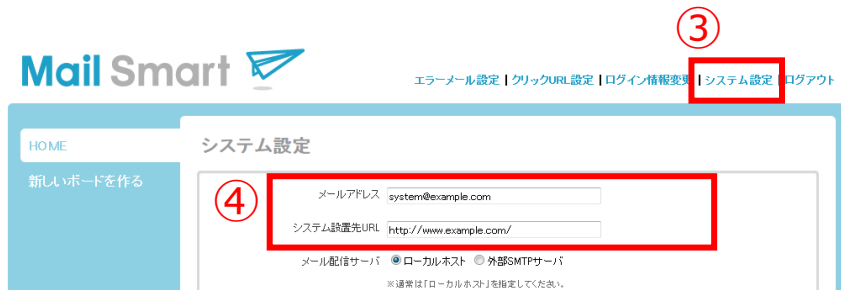 ③
Mail Smart
エラーメール設定 | クリックURL設定 | ログイン情報変更 | システム設定 | ログアウト
HOME
新しいボードを作る
システム設定
④
メールアドレス system@example.com
システム設置先URL http://www.example.com/
メール配信サーバ ローカルホスト 外部SMTPサーバ
※通常は「ローカルホスト」を指定してください。